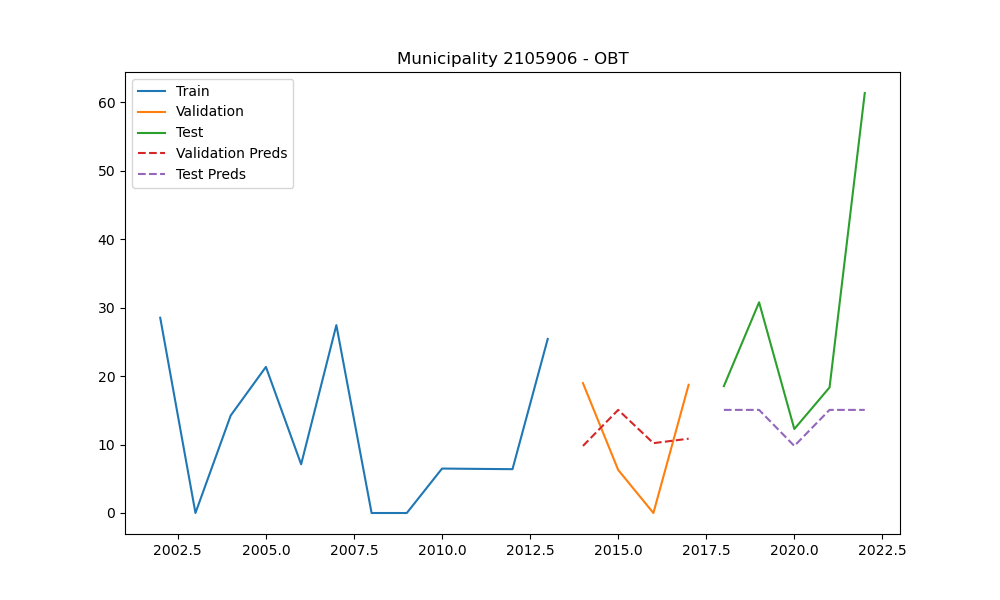 Municipality 2105906 - OBT
Train
Validation
Test
Validation Preds
Test Preds
60
50
40
30
20
10
0
2002.5 2005.0 2007.5 2010.0 2012.5 2015.0 2017.5 2020.0 2022.5